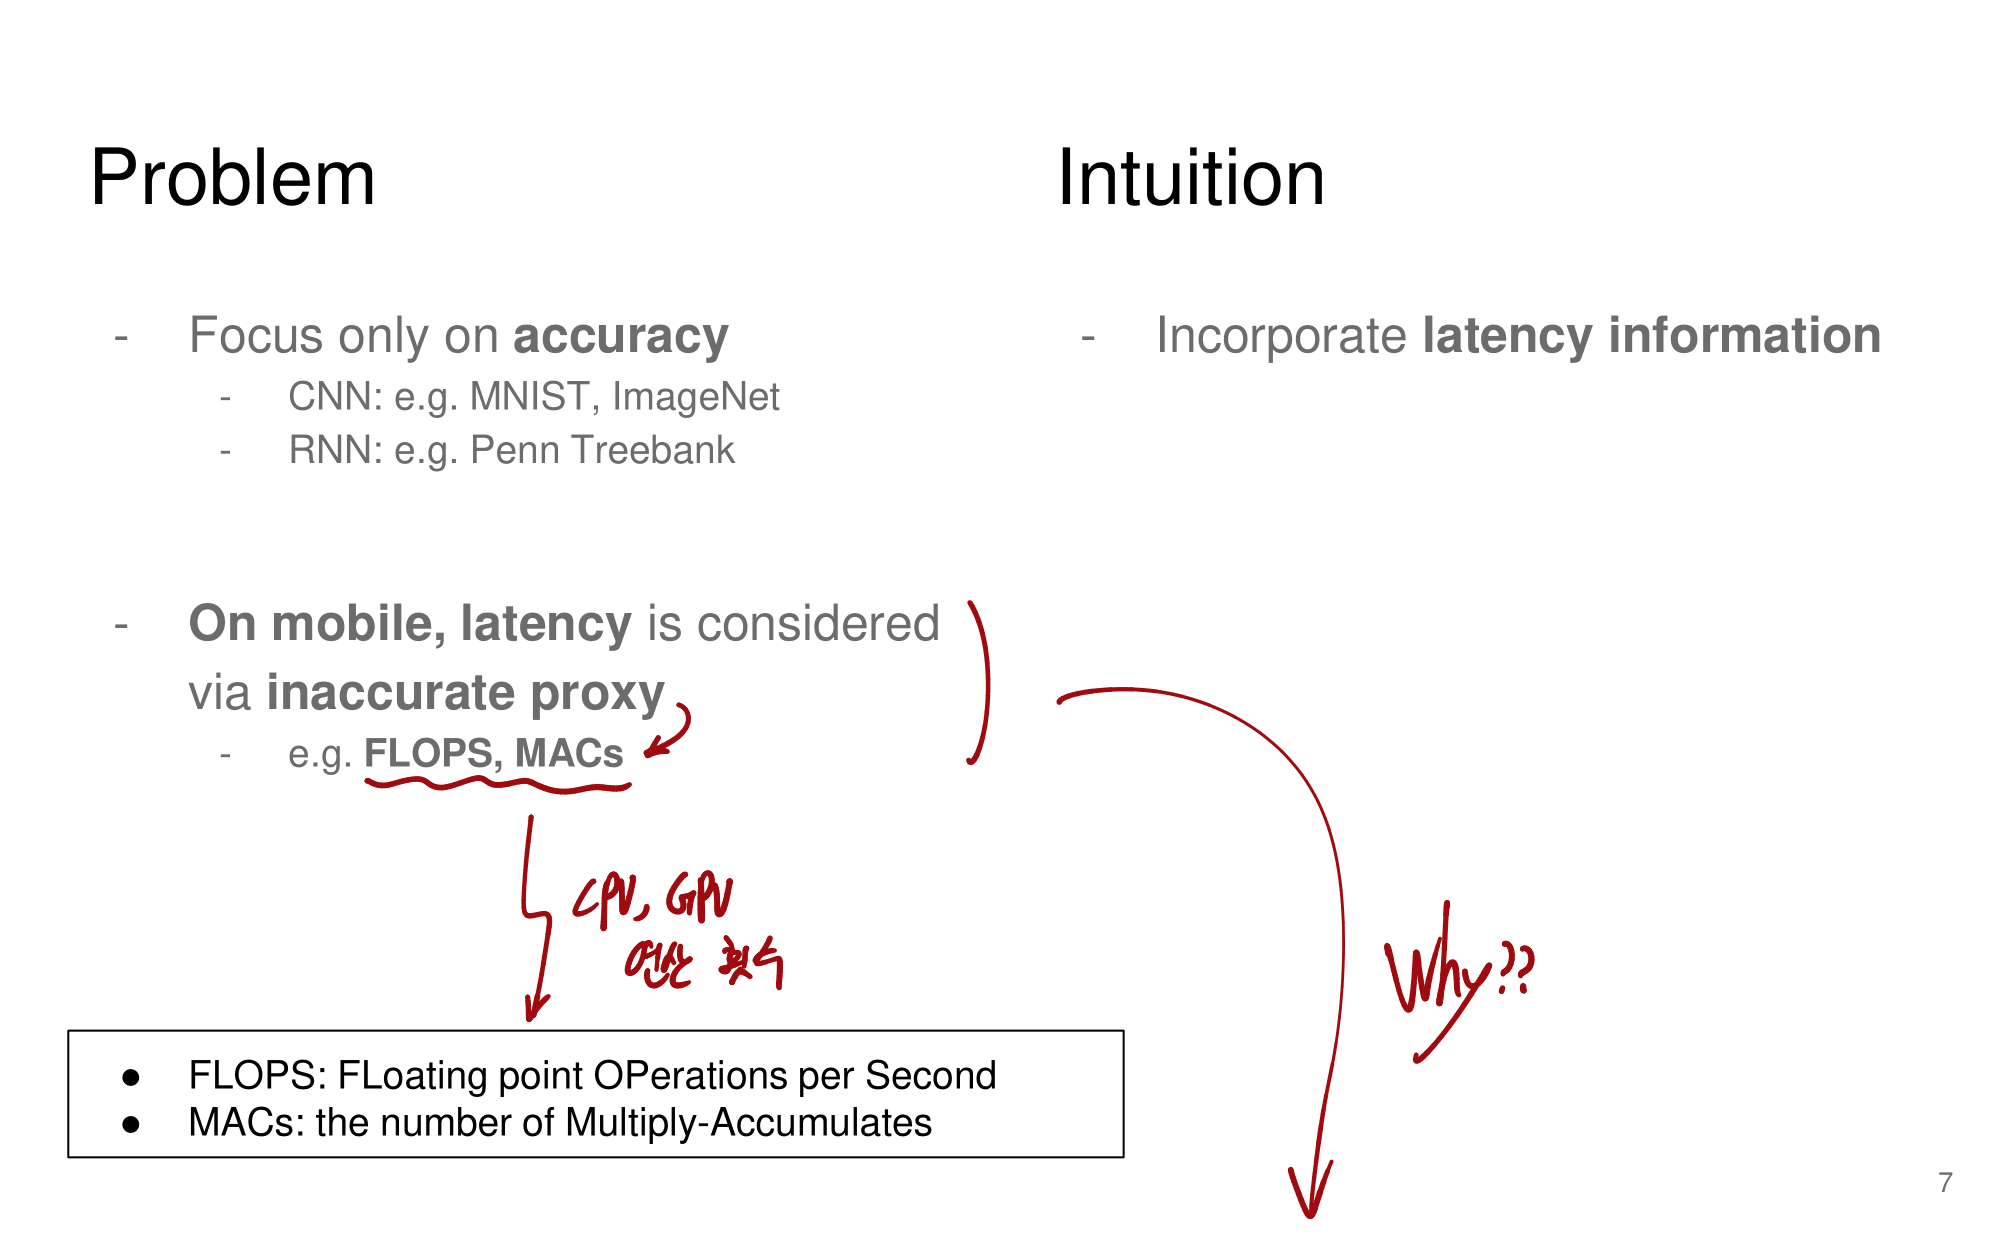 Problem
- Focus only on accuracy
- CNN: e.g. MNIST, ImageNet
- RNN: e.g. Penn Treebank
- On mobile, latency is considered
via inaccurate proxy
- e.g. FLOPS, MACs
CPU, GPU
연산 횟수
● FLOPS: FLoating point OPerations per Second
● MACs: the number of Multiply-Accumulates
Intuition
- Incorporate latency information
Why??
7